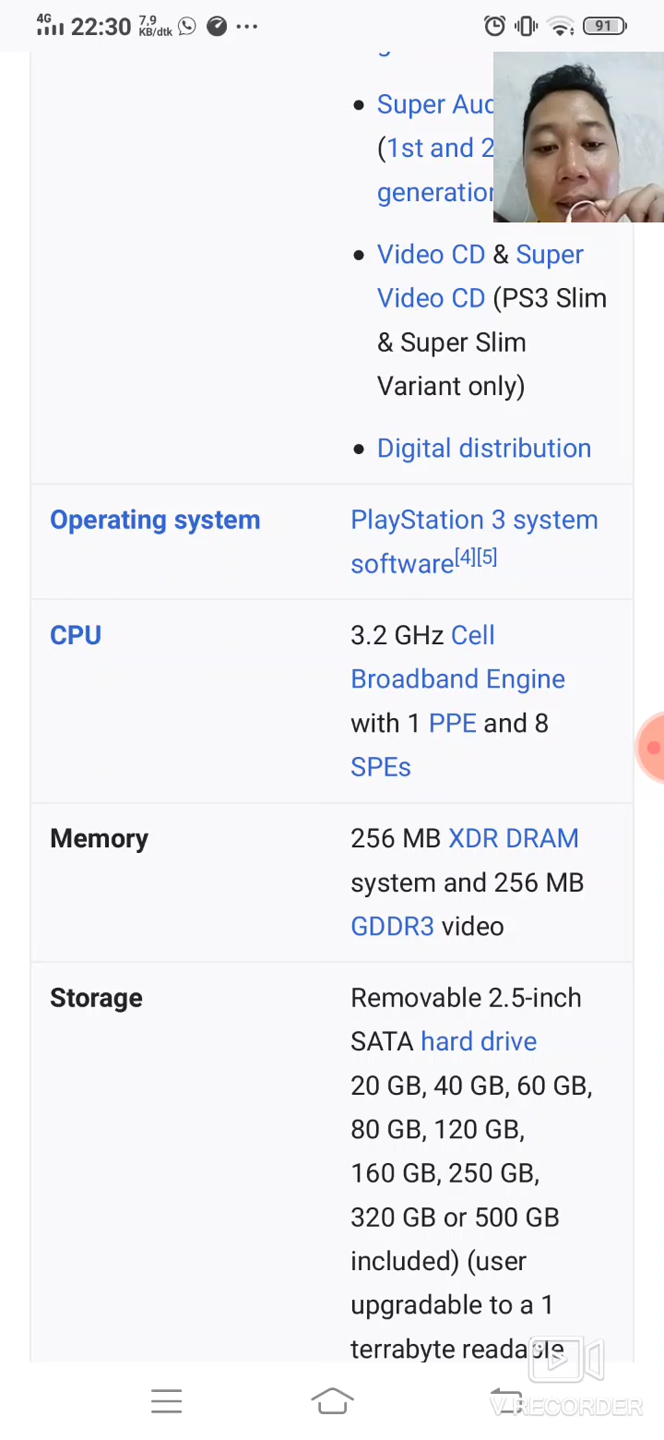 4G 22:30 7,9 KB/dtk 91
Super Aud
(1st and 2
generation
Video CD & Super
Video CD (PS3 Slim
& Super Slim
Variant only)
Digital distribution
Operating system
PlayStation 3 system
software[4][5]
CPU
3.2 GHz Cell
Broadband Engine
with 1 PPE and 8
SPEs
Memory
256 MB XDR DRAM
system and 256 MB
GDDR3 video
Storage
Removable 2.5-inch
SATA hard drive
20 GB, 40 GB, 60 GB,
80 GB, 120 GB,
160 GB, 250 GB,
320 GB or 500 GB
included) (user
upgradable to a 1
terrabyte readable
V RECORDER